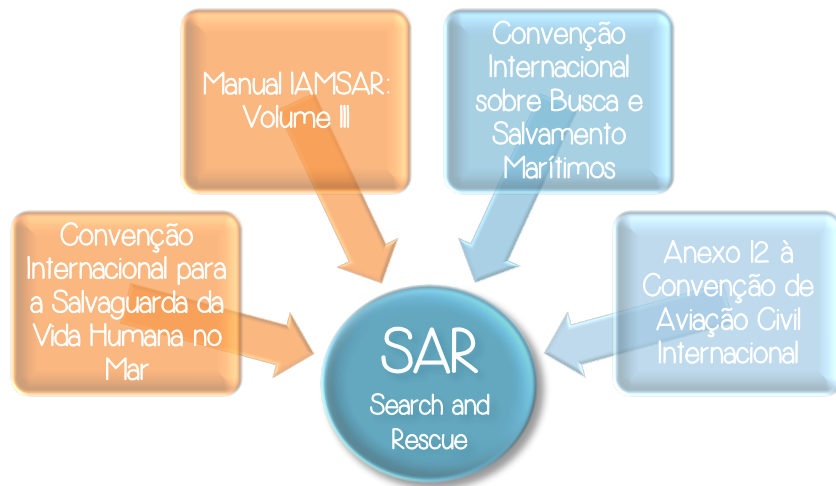 Manual IAMSAR:
Volume III
Convenção
Internacional
sobre Busca e
Salvamento
Marítimos
Convenção
Internacional para
a Salvaguarda da
Vida Humana no
Mar
Anexo 12 à
Convenção de
Aviação Civil
Internacional
SAR
Search and
Rescue